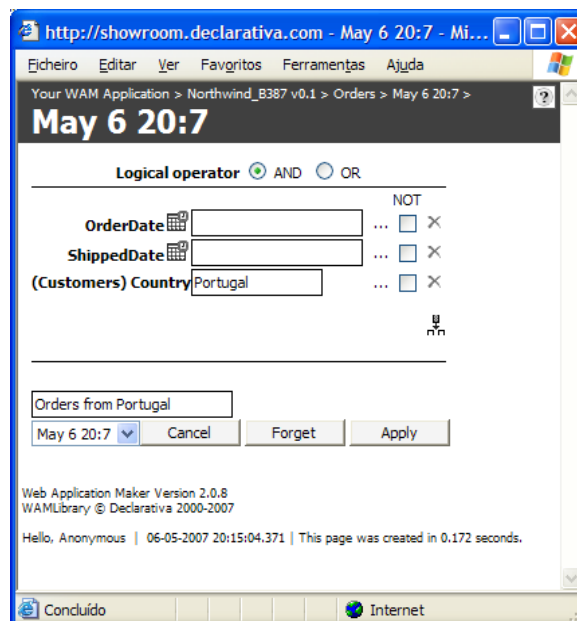 http://showroom.declarativa.com - May 6 20:7 - Mi...
Ficheiro Editar Ver Favoritos Ferramentas Ajuda
Your WAM Application > Northwind_B387 v0.1 > Orders > May 6 20:7 >
May 6 20:7
Logical operator AND OR
NOT
OrderDate ...
ShippedDate ...
(Customers) Country Portugal ...
Orders from Portugal
May 6 20:7 Cancel Forget Apply
Web Application Maker Version 2.0.8
WAMLibrary © Declarativa 2000-2007
Hello, Anonymous | 06-05-2007 20:15:04.371 | This page was created in 0.172 seconds.
Concluído Internet